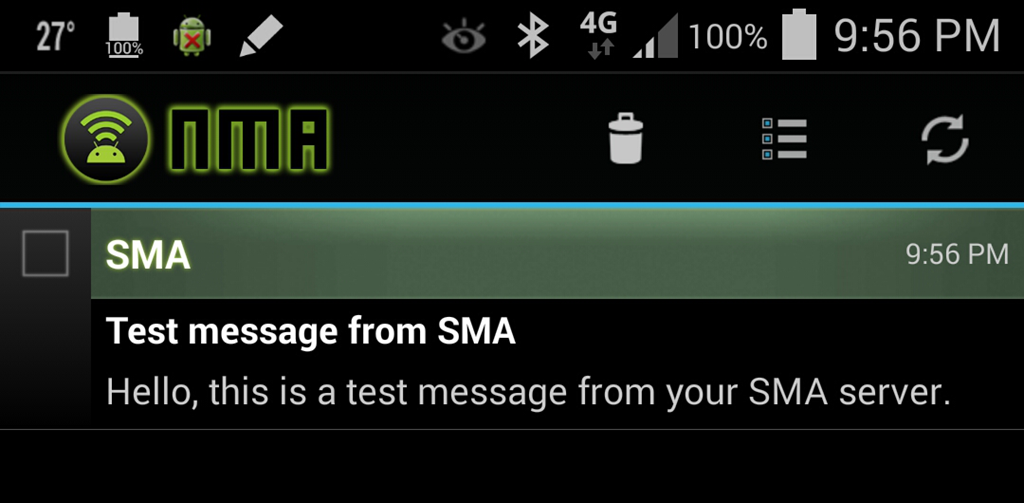 27° 100% 4G 100% 9:56 PM
NMA
SMA 9:56 PM
Test message from SMA
Hello, this is a test message from your SMA server.